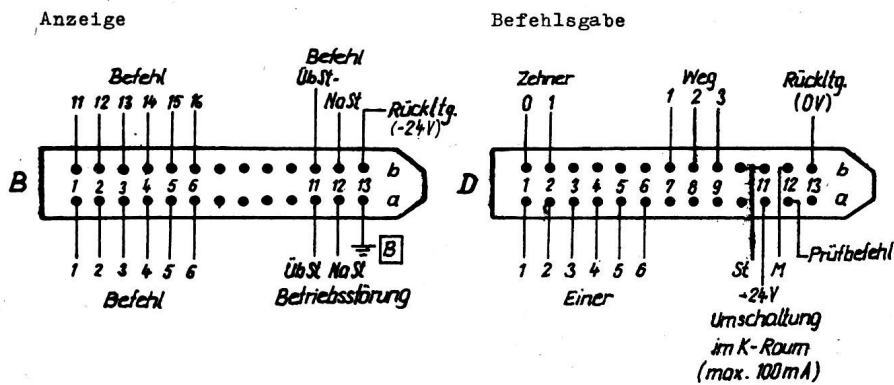 Anzeige
Befehlsgabe
Befehl
11 12 13 14 15 16
Befehl
ÜbSt-
NaSt
Rückltg.
(-24V)
B
b
1 2 3 4 5 6 11 12 13
a
B
1 2 3 4 5 6
Befehl
ÜbSt NaSt
Betriebsstörung
Zehner
0 1
Weg
1 2 3
Rückltg.
(0V)
D
b
1 2 3 4 5 6 7 8 9 11 12 13
a
1 2 3 4 5 6
Einer
St M
Prüfbefehl
+24V
Umschaltung
im K-Raum
(max. 100mA)